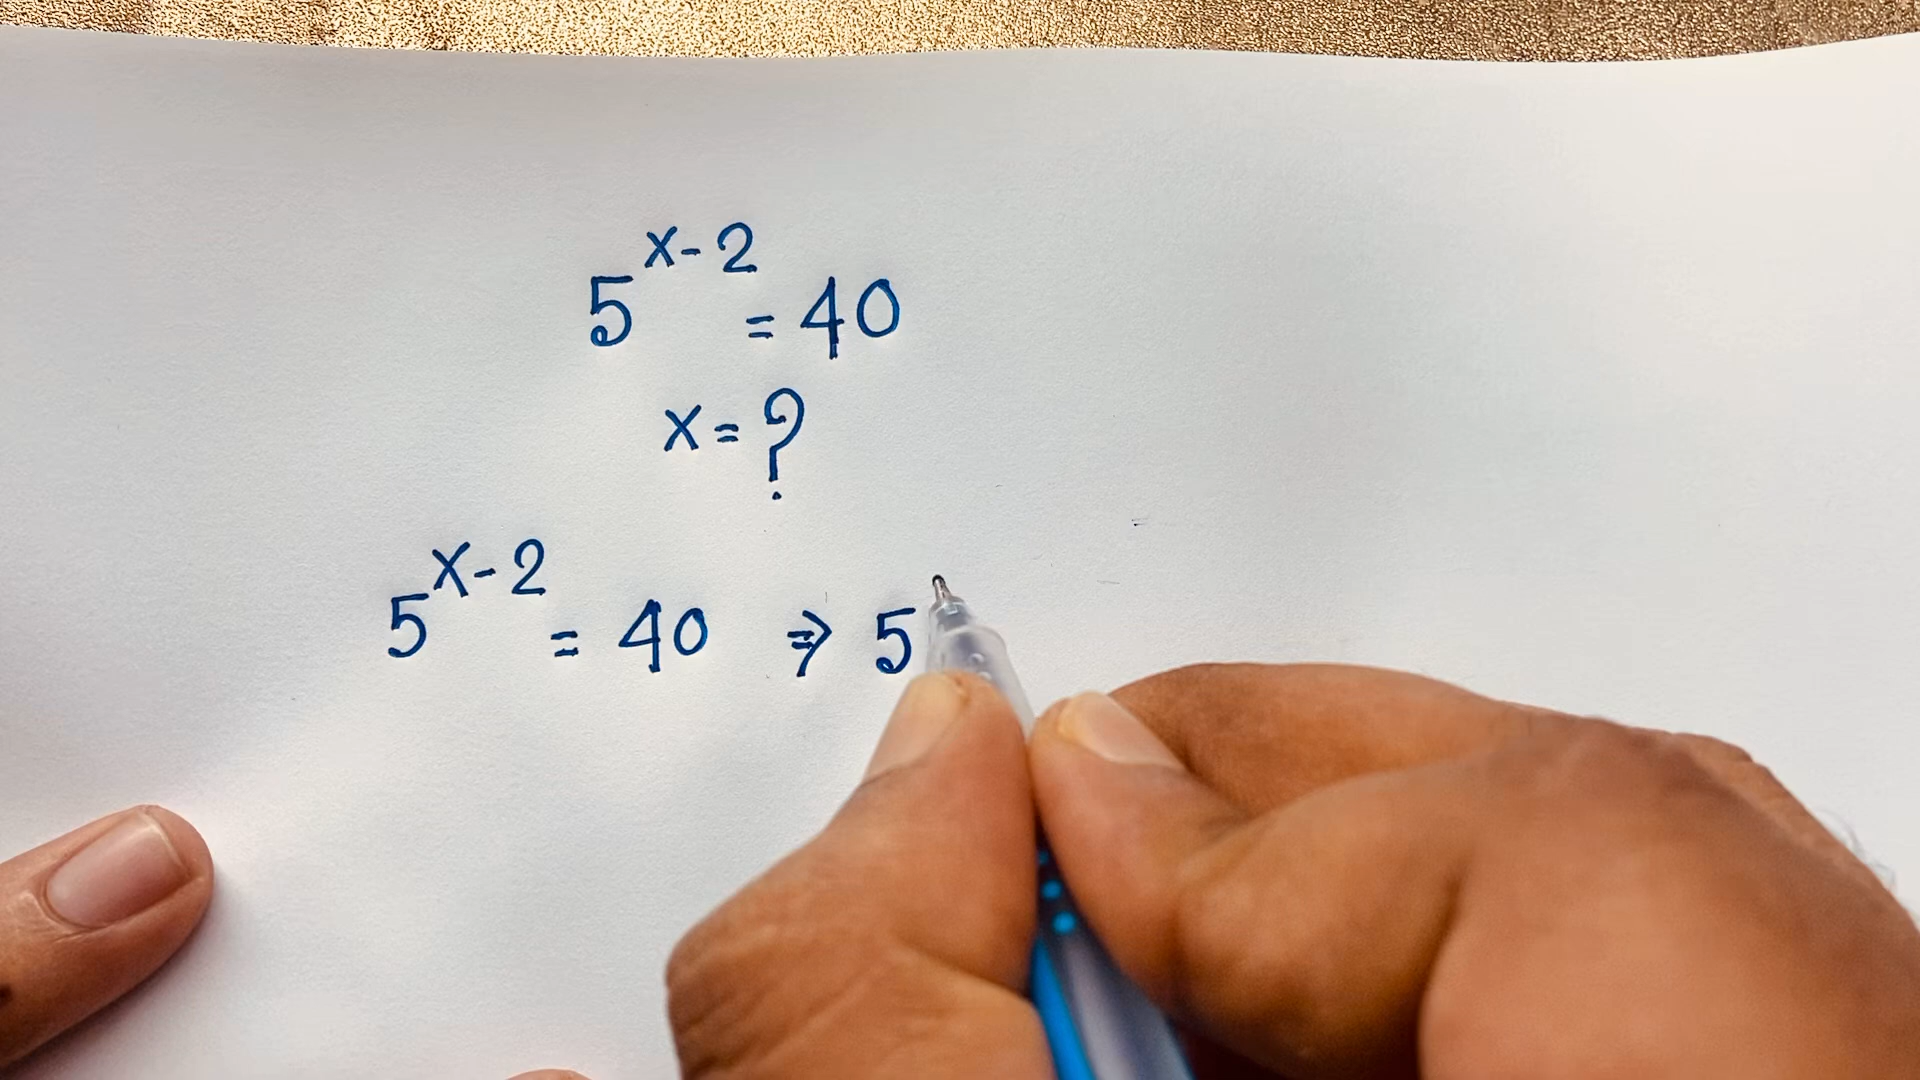 5^{x-2} = 40
x = ?
5^{x-2} = 40 ⇒ 5